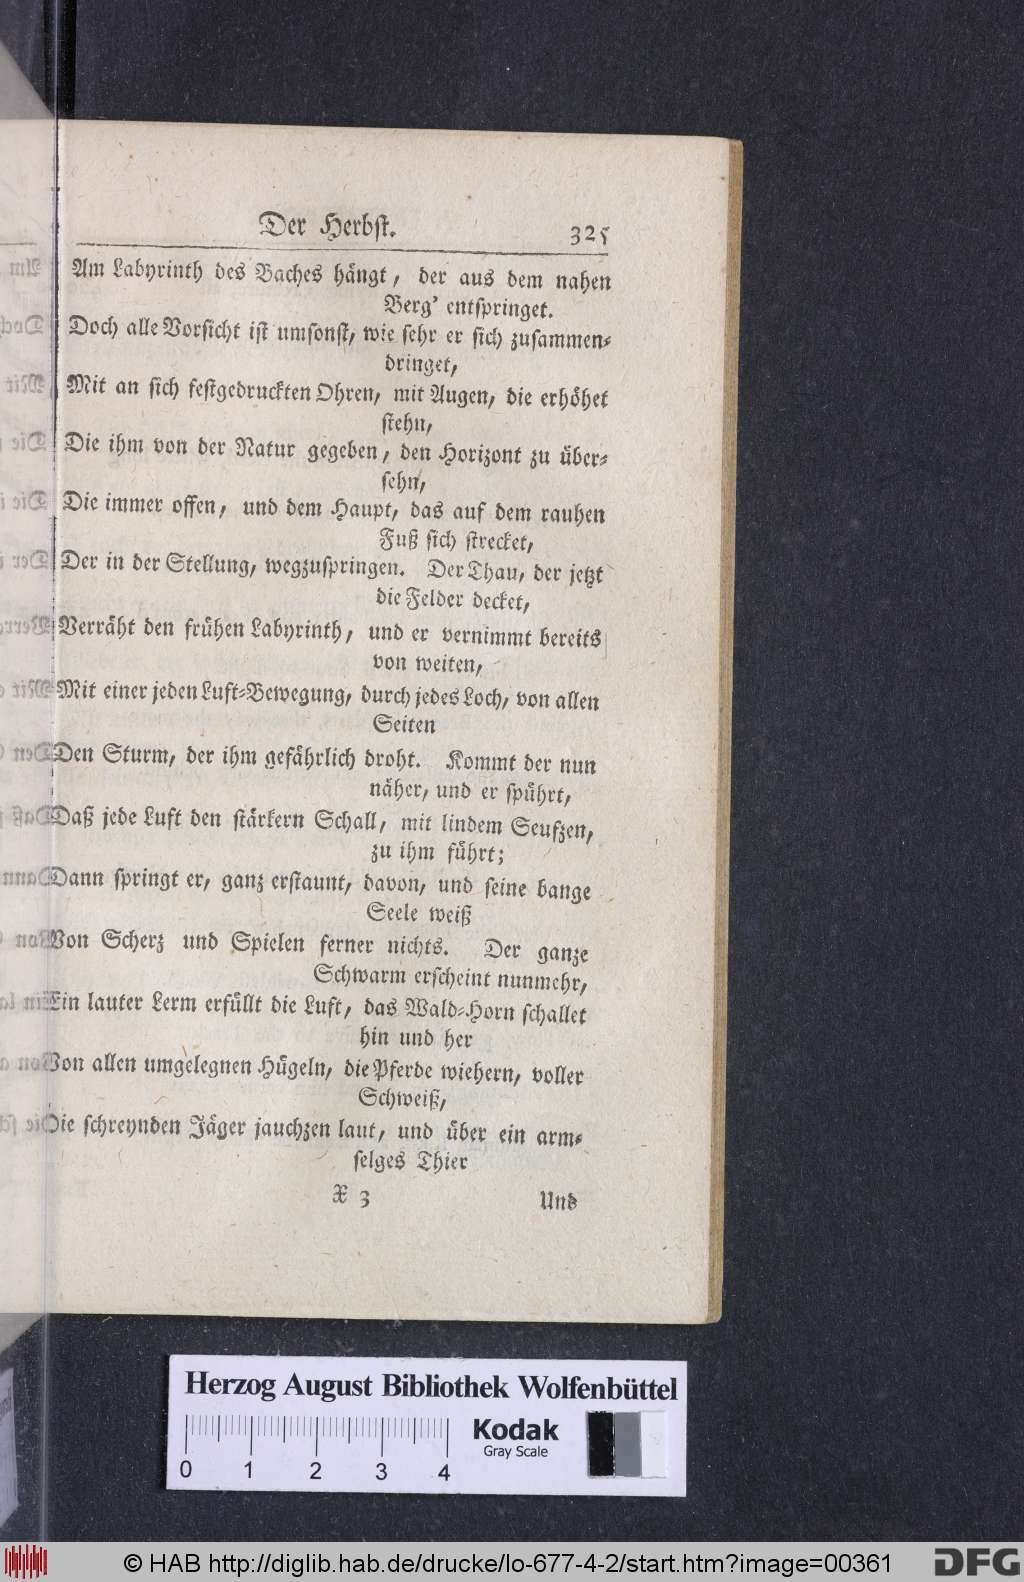 Der Herbſt. 325
Am Labyrinth des Baches hängt, der aus dem nahen
Berg' entſpringet.
Doch alle Vorſicht iſt umſonſt, wie ſehr er ſich zuſammen⸗
dringet,
Mit an ſich feſtgedruckten Ohren, mit Augen, die erhöhet
ſtehn,
Die ihm von der Natur gegeben, den Horizont zu über⸗
ſehn,
Die immer offen, und dem Haupt, das auf dem rauhen
Fuß ſich ſtrecket,
Der in der Stellung, wegzuſpringen. Der Thau, der jetzt
die Felder decket,
Verräht den frühen Labyrinth, und er vernimmt bereits
von weiten,
Mit einer jeden Luft⸗Bewegung, durch jedes Loch, von allen
Seiten
Den Sturm, der ihm gefährlich droht. Kommt der nun
näher, und er ſpührt,
Daß jede Luft den ſtärkern Schall, mit lindem Seufzen,
zu ihm führt;
Dann ſpringt er, ganz erſtaunt, davon, und ſeine bange
Seele weiß
Von Scherz und Spielen ferner nichts. Der ganze
Schwarm erſcheint nunmehr,
Ein lauter Lerm erfüllt die Luft, das Wald⸗Horn ſchallet
hin und her
Von allen umgelegnen Hügeln, die Pferde wiehern, voller
Schweiß,
Die ſchreynden Jäger jauchzen laut, und über ein arm⸗
ſelges Thier
X 3 Und
Herzog August Bibliothek Wolfenbüttel
Kodak
Gray Scale
0 1 2 3 4
© HAB http://diglib.hab.de/drucke/lo-677-4-2/start.htm?image=00361
DFG